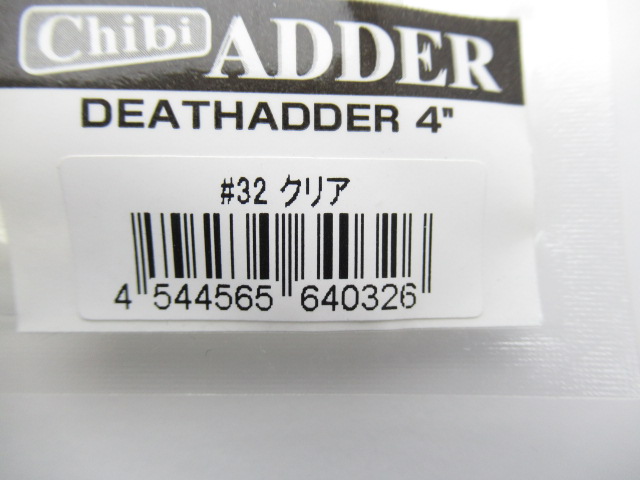 Chibi ADDER
DEATHADDER 4"
#32 クリア
4 544565 640326